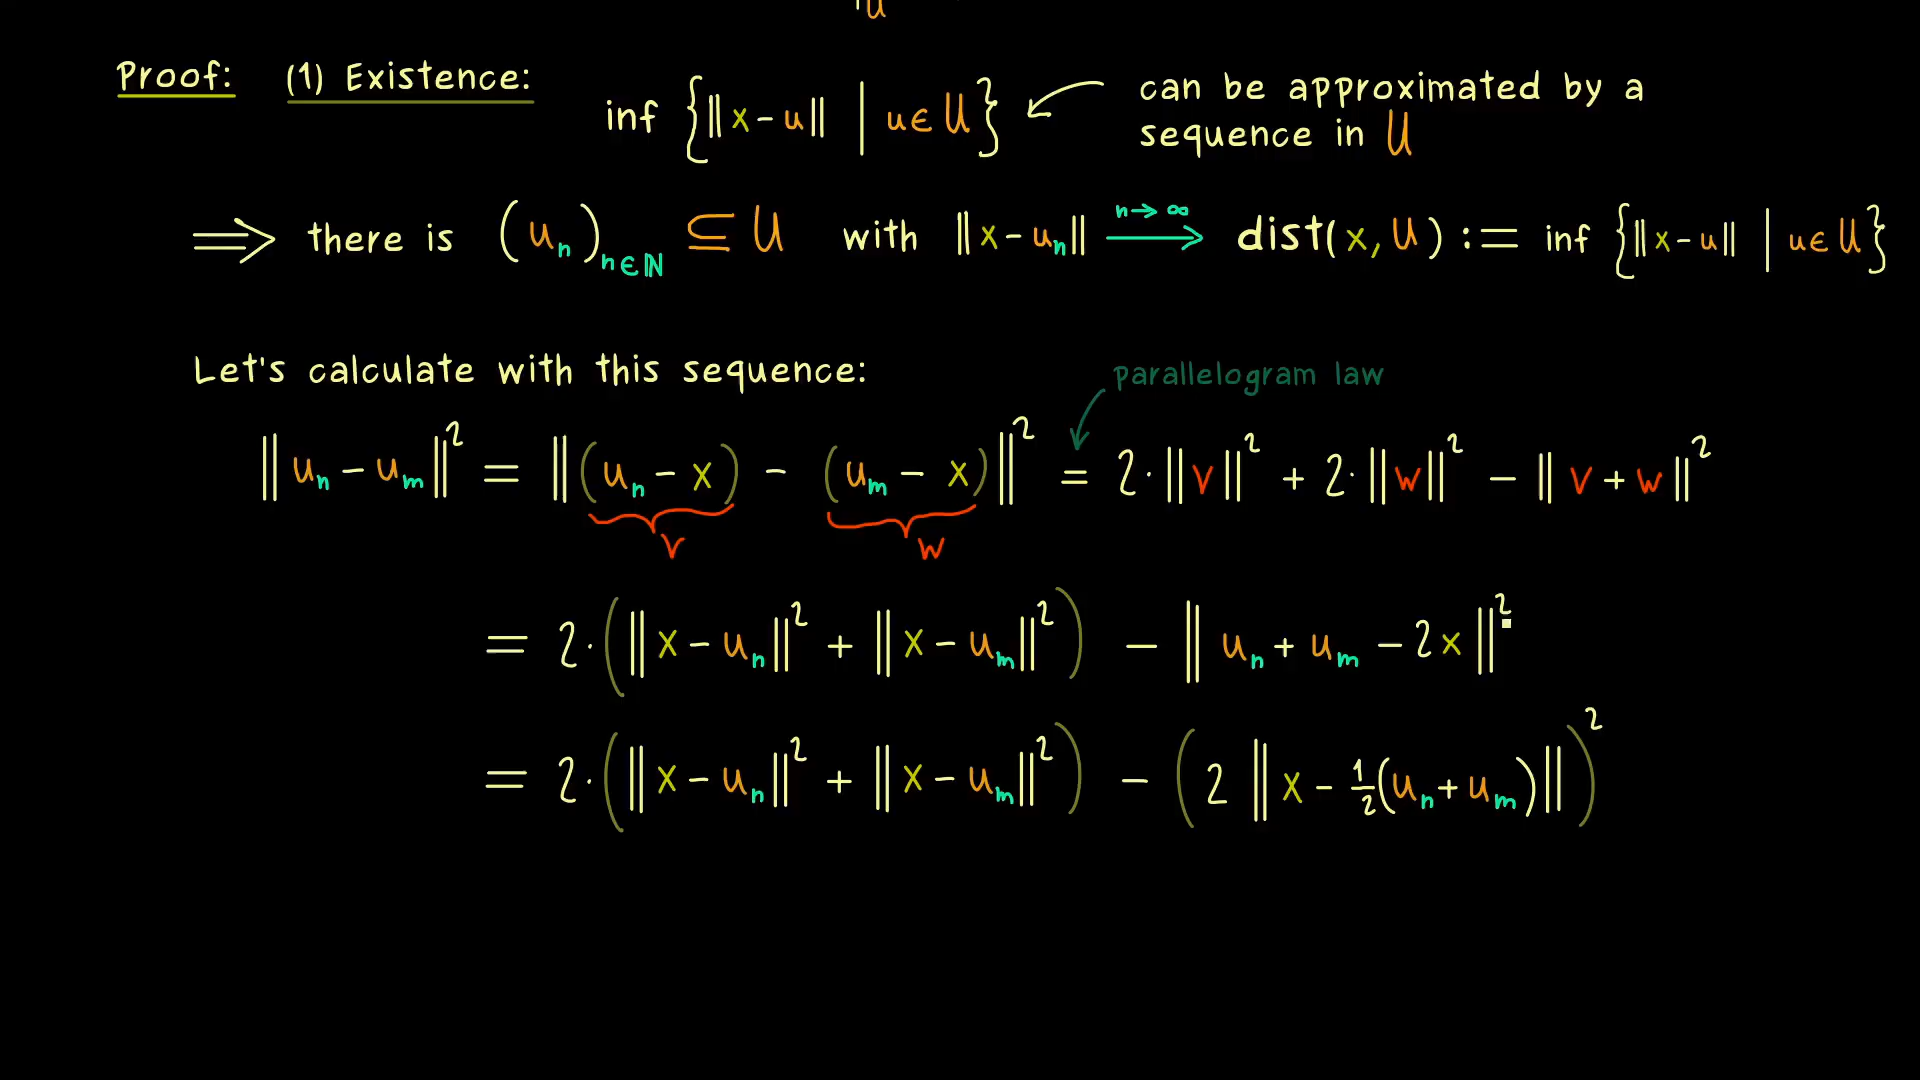 |u
Proof: (1) Existence: inf {‖x-u‖ | u∈U} can be approximated by a
sequence in U
⟹ there is (uₙ)ₙ∈ℕ ⊆ U with ‖x-uₙ‖ n→∞ ⟶ dist(x,U) := inf {‖x-u‖ | u∈U}
Let's calculate with this sequence: parallelogram law
‖uₙ - uₘ‖² = ‖(uₙ - x) - (uₘ - x)‖² = 2·‖v‖² + 2·‖w‖² - ‖v+w‖²
v w
= 2·(‖x-uₙ‖² + ‖x-uₘ‖²) - ‖uₙ + uₘ - 2x‖²
= 2·(‖x-uₙ‖² + ‖x-uₘ‖²) - (2 ‖x - ½(uₙ+uₘ)‖)²